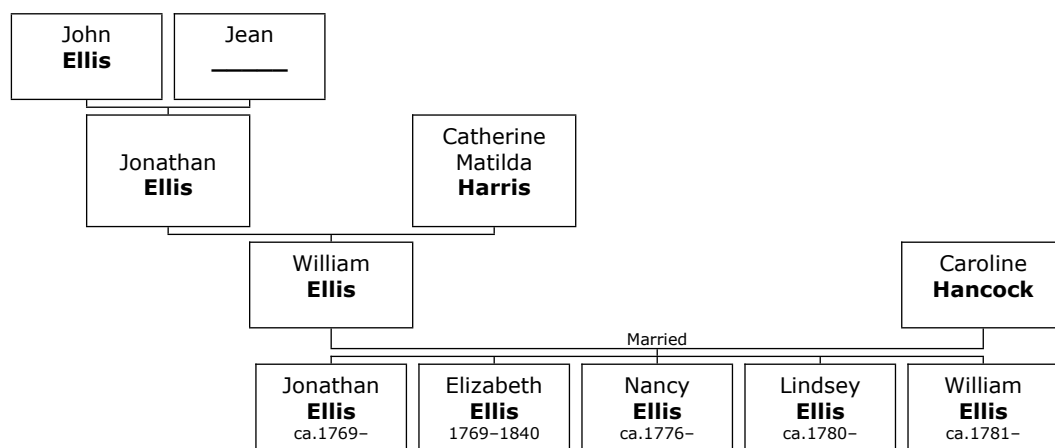 John
Ellis
Jean
Jonathan
Ellis
Catherine
Matilda
Harris
William
Ellis
Caroline
Hancock
Married
Jonathan
Ellis
ca.1769–
Elizabeth
Ellis
1769–1840
Nancy
Ellis
ca.1776–
Lindsey
Ellis
ca.1780–
William
Ellis
ca.1781–